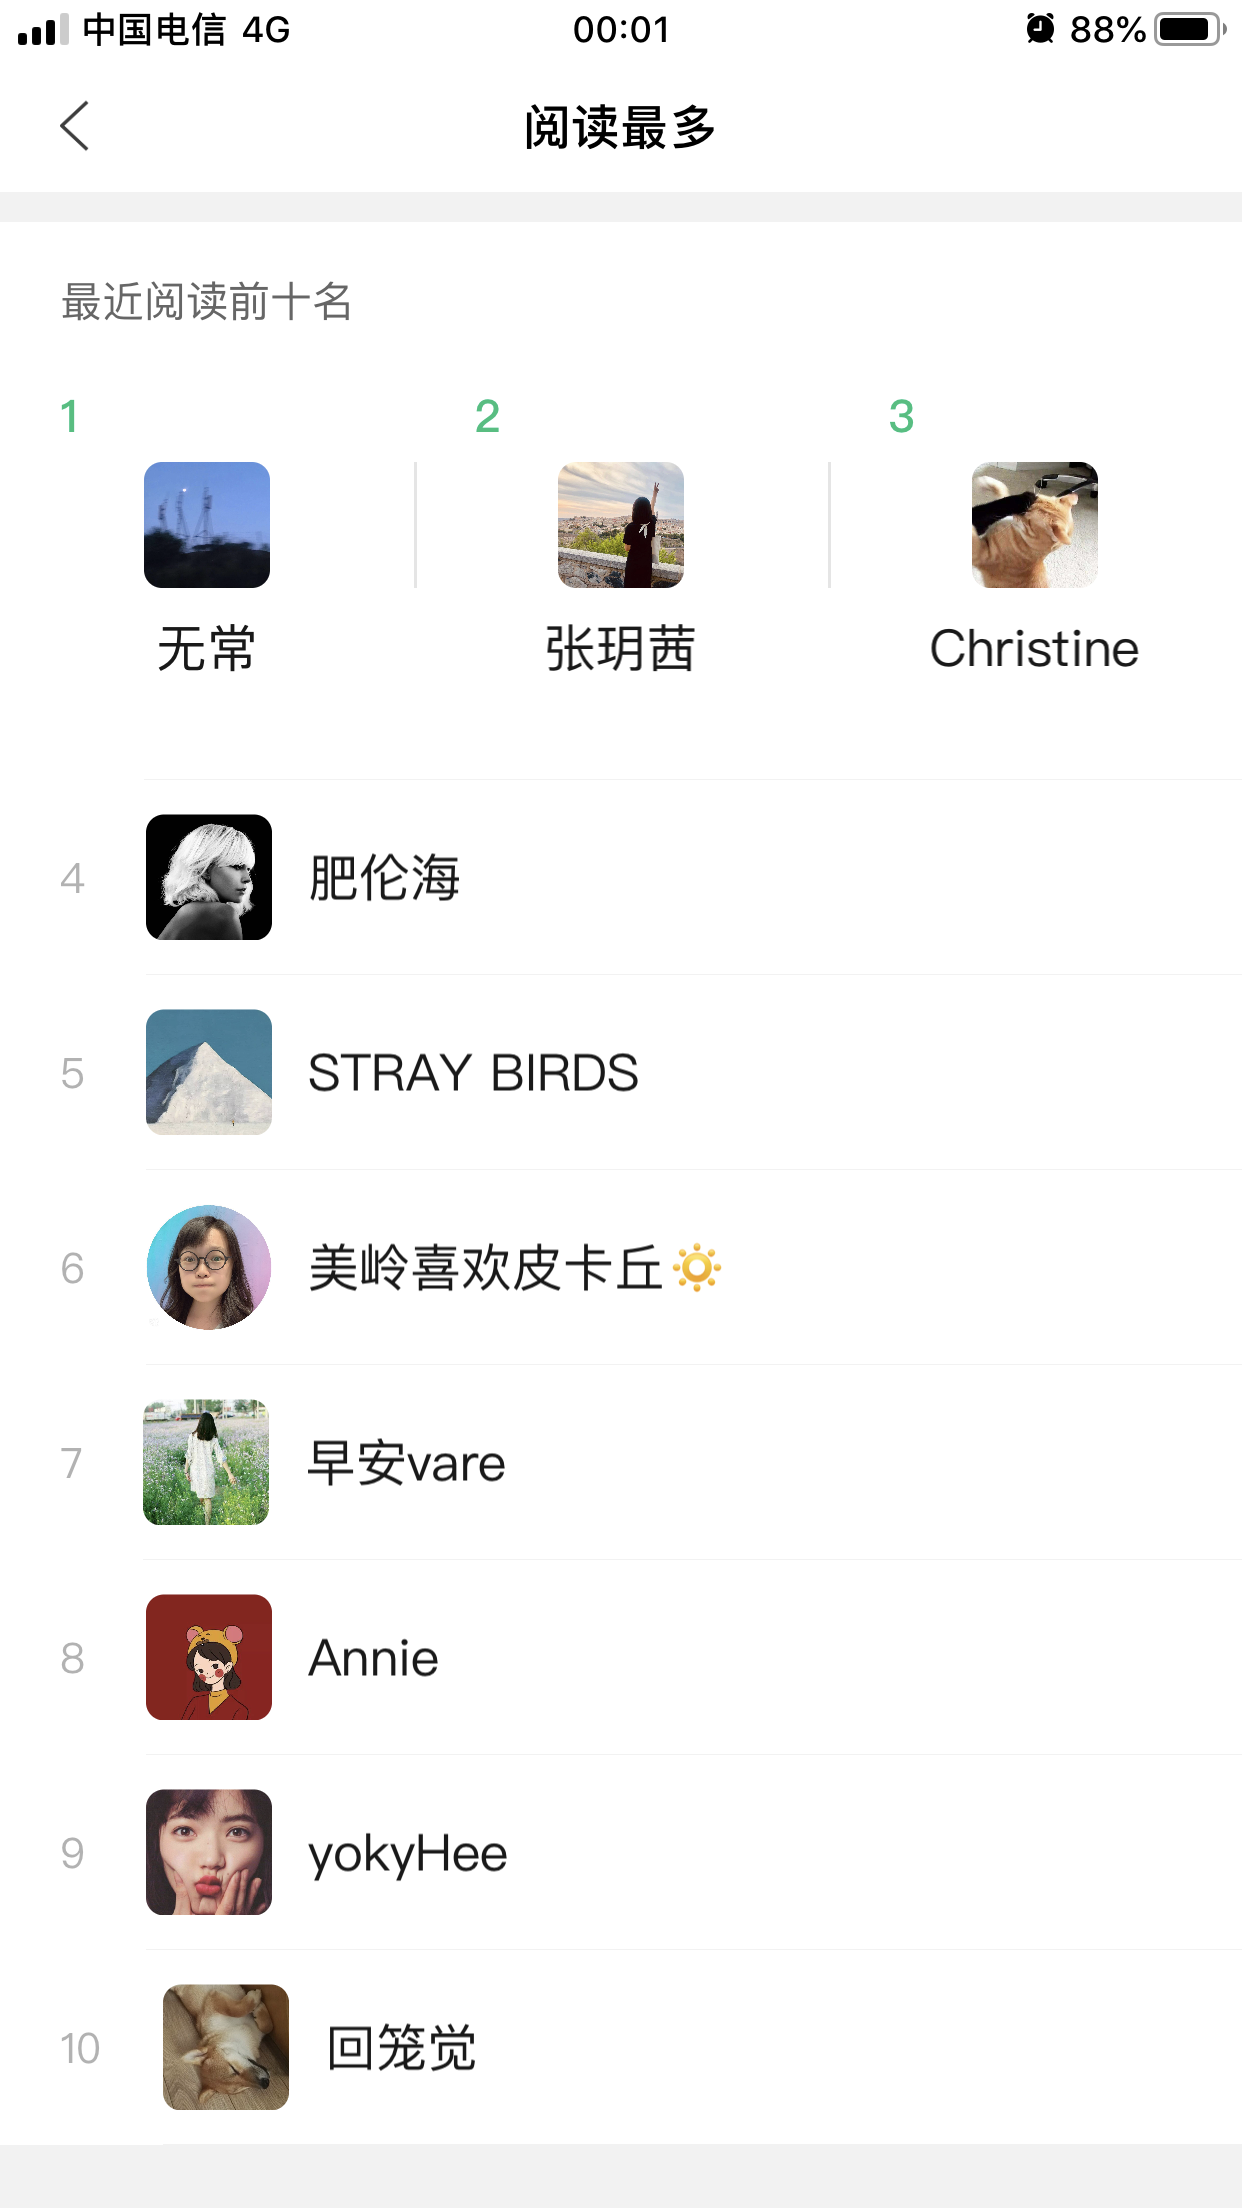 中国电信 4G 00:01 88%
阅读最多
最近阅读前十名
1 2 3
无常 张玥茜 Christine
4 肥伦海
5 STRAY BIRDS
6 美岭喜欢皮卡丘🔅
7 早安vare
8 Annie
9 yokyHee
10 回笼觉